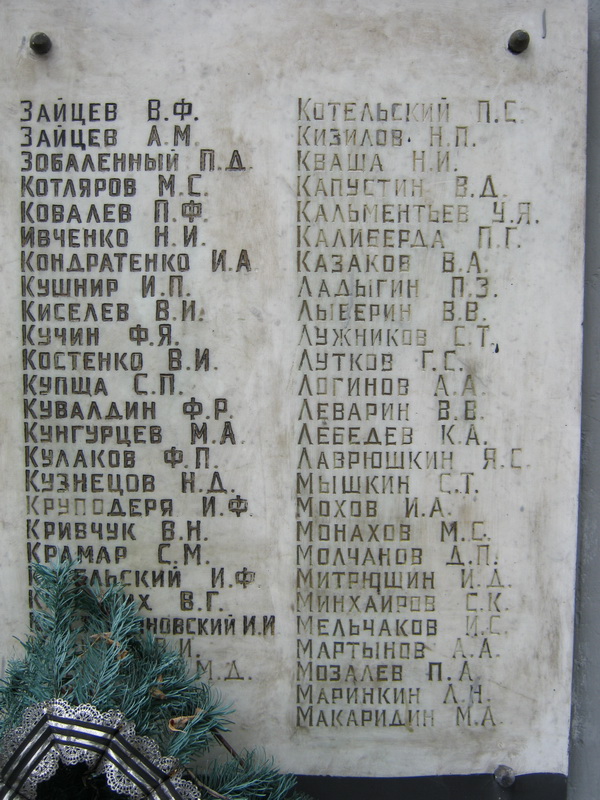 ЗАЙЦЕВ В.Ф.
ЗАЙЦЕВ А.М.
ЗОБАЛЕННЫЙ П.Д.
КОТЛЯРОВ М.С.
КОВАЛЕВ П.Ф.
ИВЧЕНКО Н.И.
КОНДРАТЕНКО И.А
КУШНИР И.П.
КИСЕЛЕВ В.И.
КУЧИН Ф.Я.
КОСТЕНКО В.И.
КУПЩА С.П.
КУВАЛДИН Ф.Р.
КУНГУРЦЕВ М.А.
КУЛАКОВ Ф.П.
КУЗНЕЦОВ Н.Д.
КРУПОДЕРЯ И.Ф.
КРИВЧУК В.Н.
КРАМАР С.М.
И.Ф.
В.Г.
И.И
В.И.
М.Д.
КОТЕЛЬСКИЙ П.С.
КИЗИЛОВ Н.П.
КВАША Н.И.
КАПУСТИН В.Д.
КАЛЬМЕНТЬЕВ У.Я.
КАЛИБЕРДА П.Г.
КАЗАКОВ В.А.
ЛАДЫГИН П.З.
ЛЫБЕРИН В.В.
ЛУЖНИКОВ С.Т.
ЛУТКОВ Г.С.
ЛОГИНОВ А.А.
ЛЕВАРИН В.В.
ЛЕБЕДЕВ К.А.
ЛАВРЮШКИН Я.С.
МЫШКИН С.Т.
МОХОВ И.А.
МОНАХОВ М.С.
МОЛЧАНОВ Д.П.
МИТРЮЩИН И.Д.
МИНХАИРОВ С.К.
МЕЛЬЧАКОВ И.С.
МАРТЫНОВ А.А.
МОЗАЛЕВ П.А.
МАРИНКИН Л.Н.
МАКАРИДИН М.А.